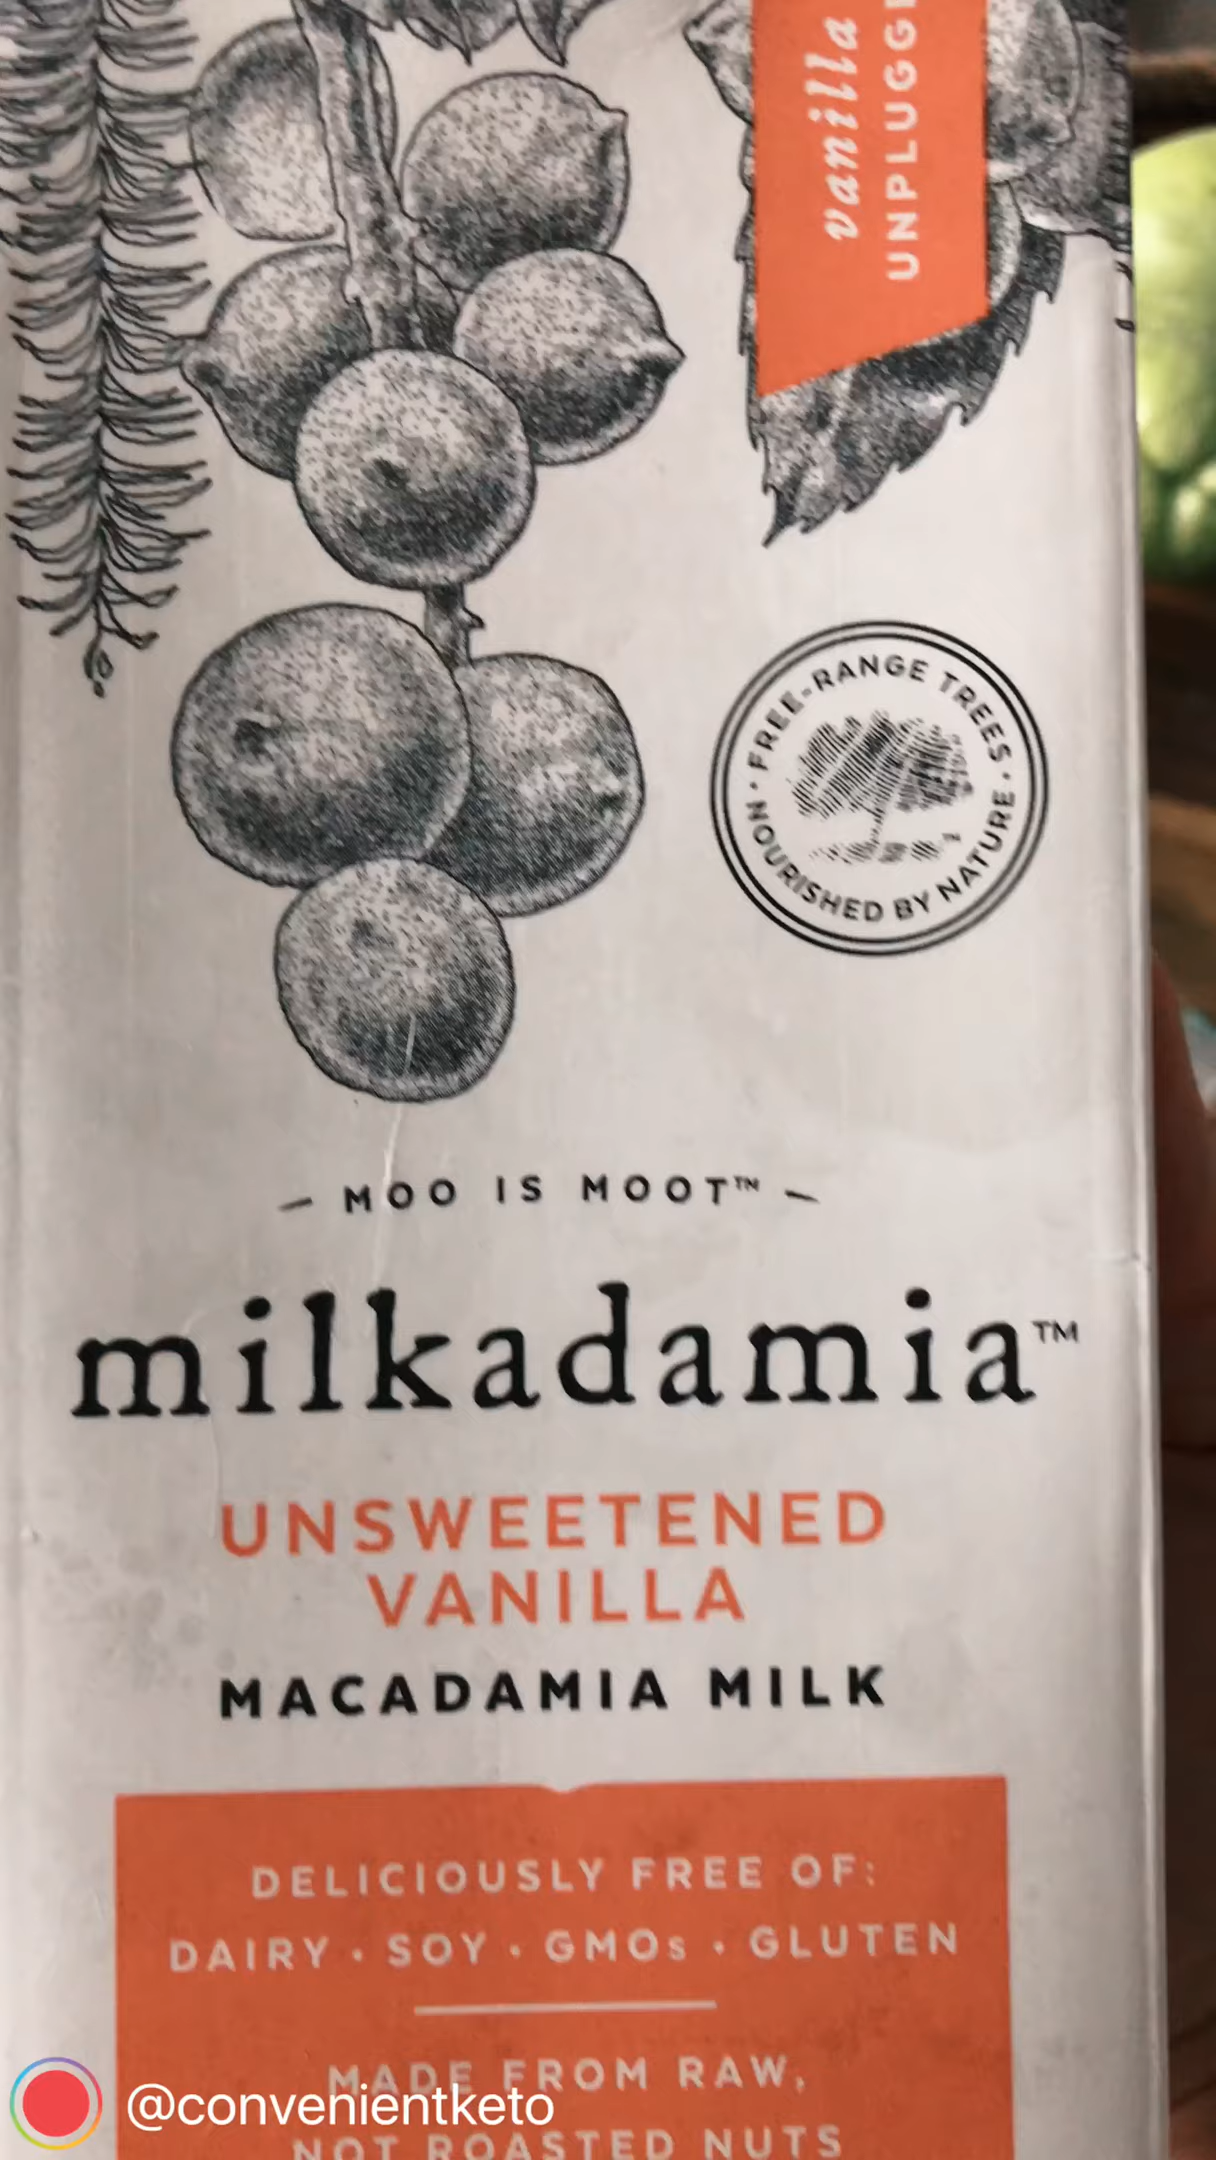 vanilla
FREE-RANGE TREES ·
NOURISHED BY NATURE ·
— MOO IS MOOT™ —
milkadamia™
UNSWEETENED
VANILLA
MACADAMIA MILK
DELICIOUSLY FREE OF:
DAIRY · SOY · GMOs · GLUTEN
MADE FROM RAW,
NOT ROASTED NUTS
@convenientketo